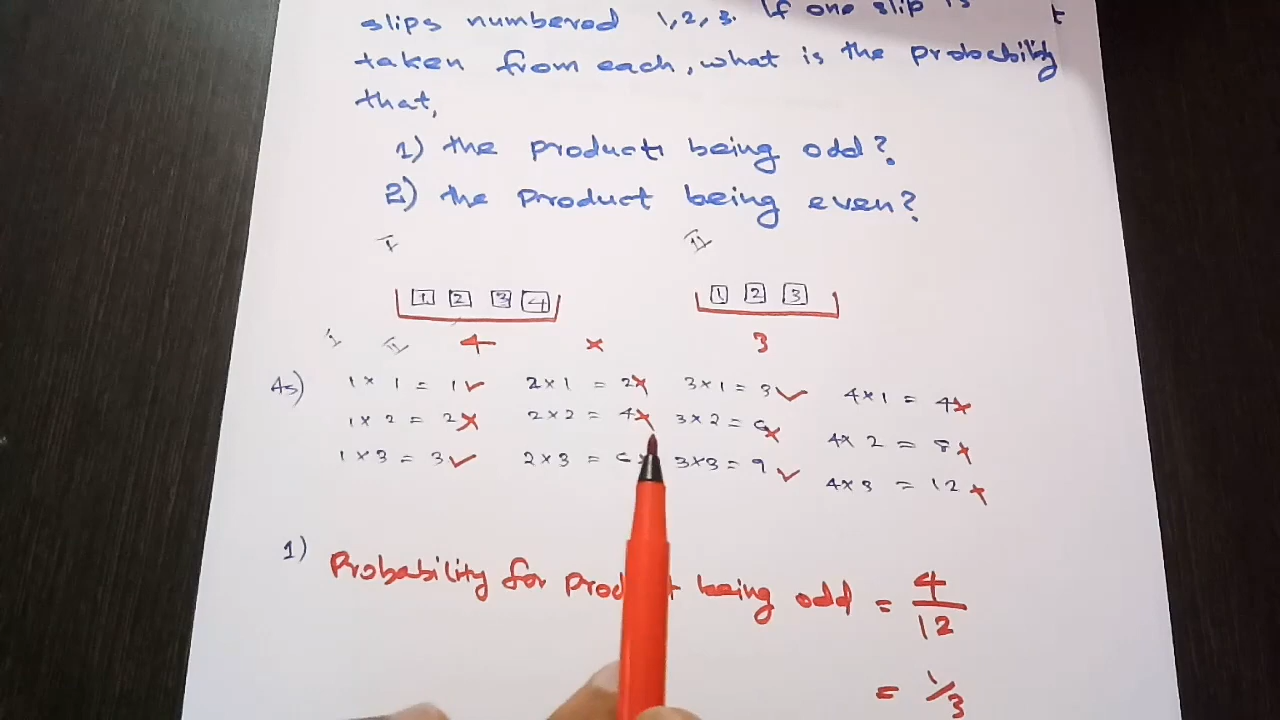 slips numbered 1, 2, 3. If one slip is
taken from each, what is the probability
that,
1) the product being odd?
2) the product being even?
I II
1 2 3 4 1 2 3
I II 4 × 3
As) 1 × 1 = 1 ✓ 2 × 1 = 2 × 3 × 1 = 3 ✓ 4 × 1 = 4 ×
1 × 2 = 2 × 2 × 2 = 4 × 3 × 2 = 6 × 4 × 2 = 8 ×
1 × 3 = 3 ✓ 2 × 3 = 6 × 3 × 3 = 9 ✓ 4 × 3 = 12 ×
1) Probability for product being odd = 4/12
= 1/3